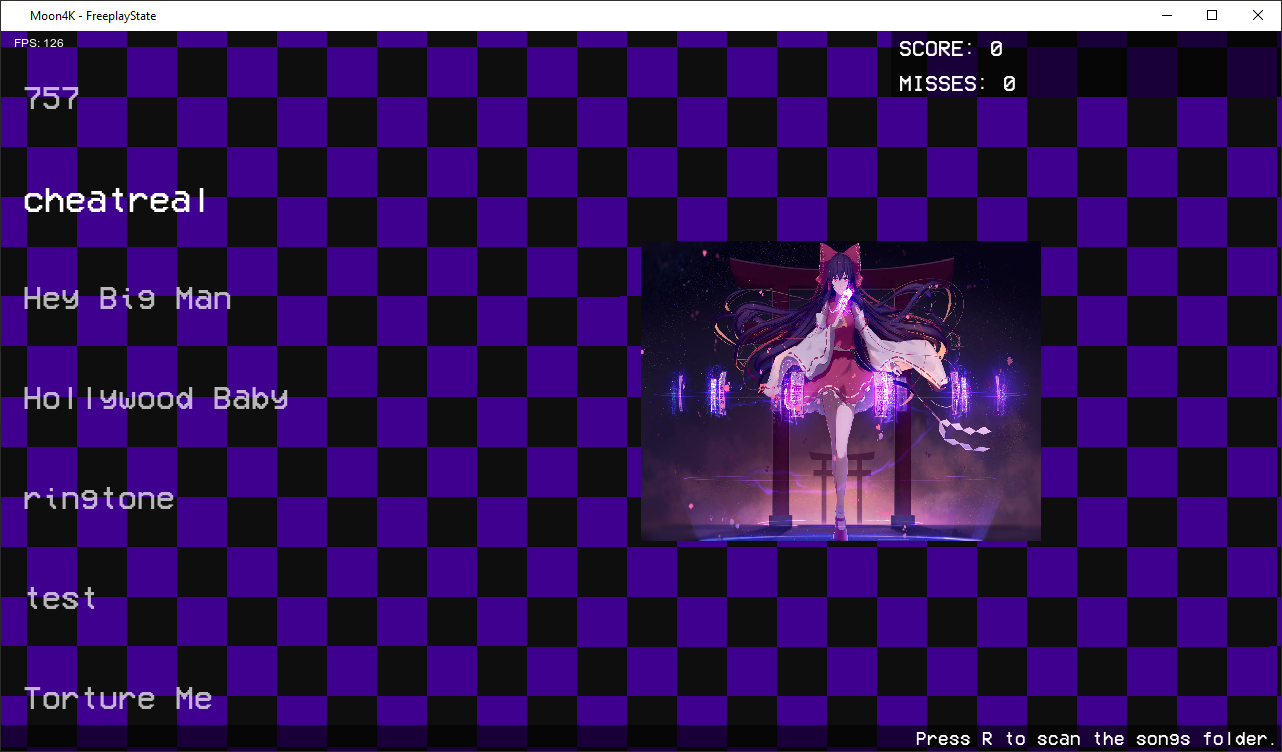 Moon4K - FreeplayState
FPS: 126
SCORE: 0
MISSES: 0
757
cheatreal
Hey Big Man
Hollywood Baby
ringtone
test
Torture Me
Press R to scan the songs folder.